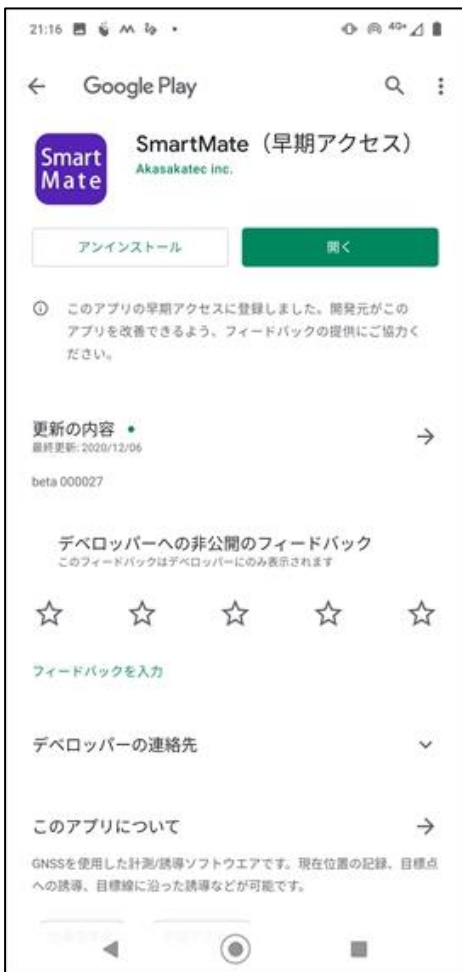 21:16
4G+
Google Play
Smart
Mate
SmartMate（早期アクセス）
Akasakatec inc.
アンインストール
開く
このアプリの早期アクセスに登録しました。開発元がこの
アプリを改善できるよう、フィードバックの提供にご協力く
ださい。
更新の内容
最終更新: 2020/12/06
beta 000027
デベロッパーへの非公開のフィードバック
このフィードバックはデベロッパーにのみ表示されます
フィードバックを入力
デベロッパーの連絡先
このアプリについて
GNSSを使用した計測/誘導ソフトウエアです。現在位置の記録、目標点
への誘導、目標線に沿った誘導などが可能です。